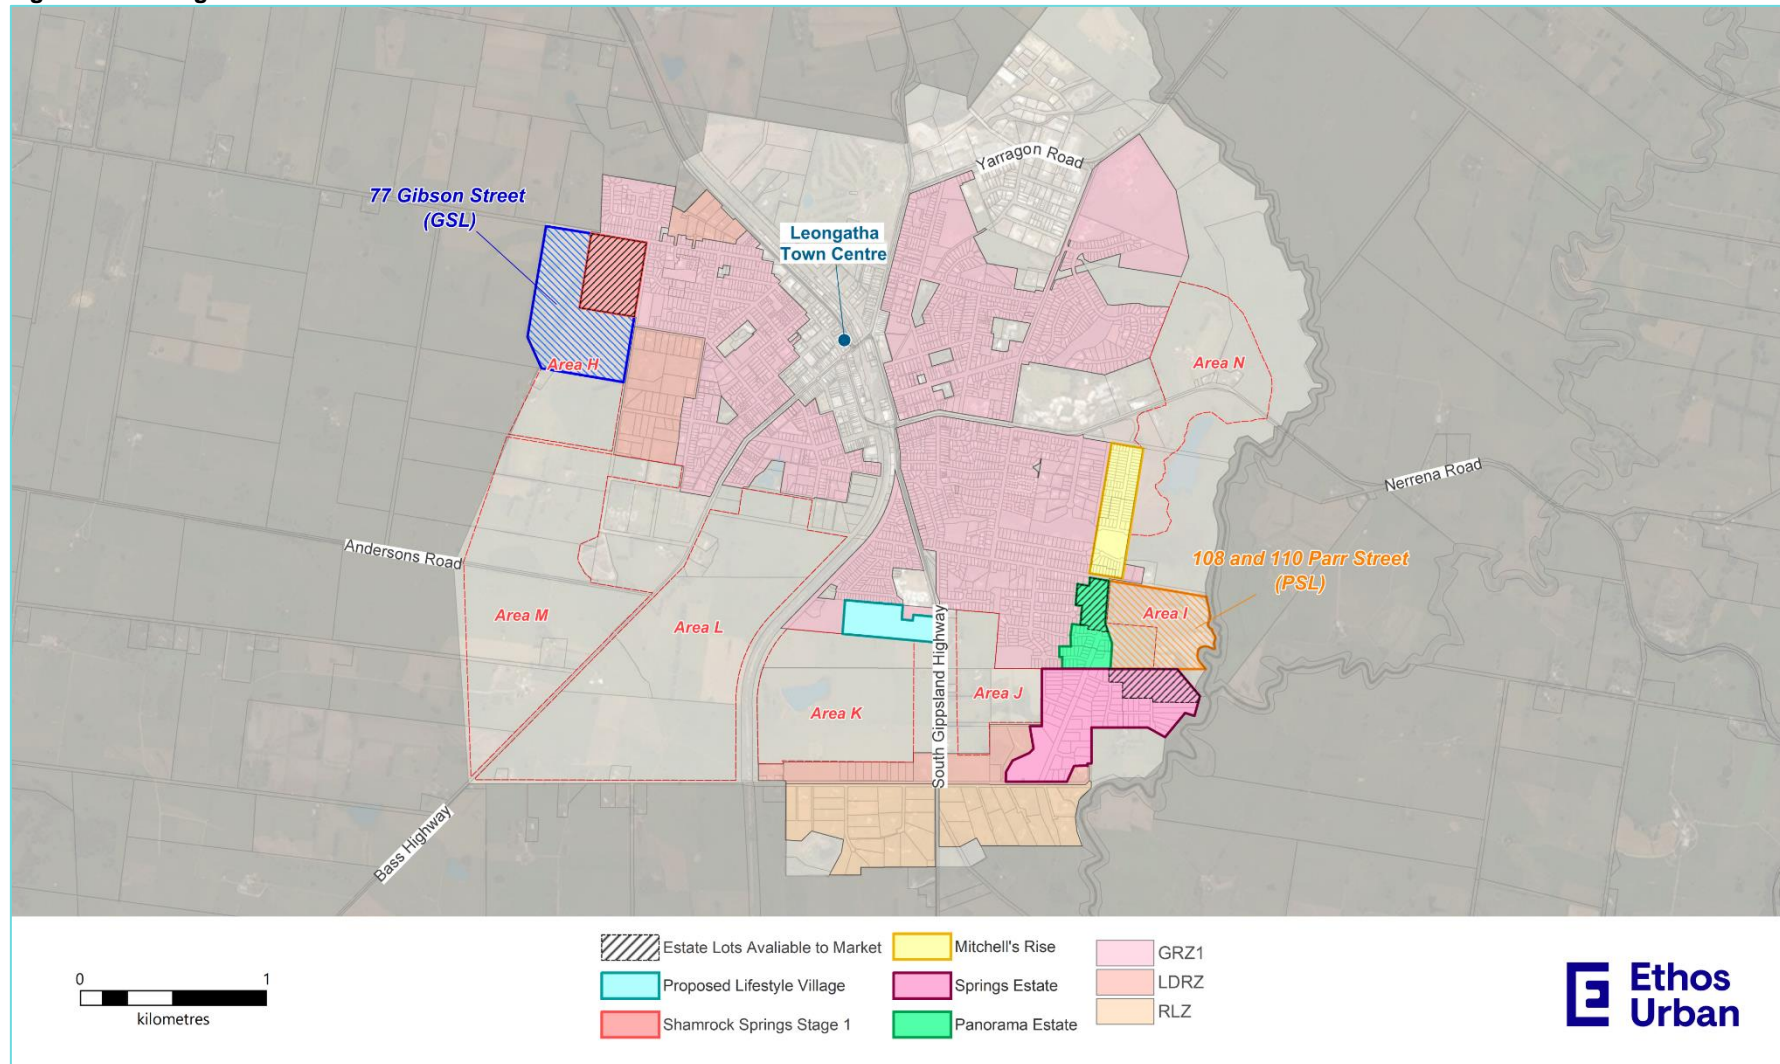 Yarragon Road
77 Gibson Street
(GSL)
Leongatha
Town Centre
Area H
Area N
Nerrena Road
Andersons Road
108 and 110 Parr Street
(PSL)
Area I
Area M
Area L
South Gippsland Highway
Area K
Area J
Bass Highway
0 1
kilometres
Estate Lots Avaliable to Market
Proposed Lifestyle Village
Shamrock Springs Stage 1
Mitchell's Rise
Springs Estate
Panorama Estate
GRZ1
LDRZ
RLZ
Ethos
Urban